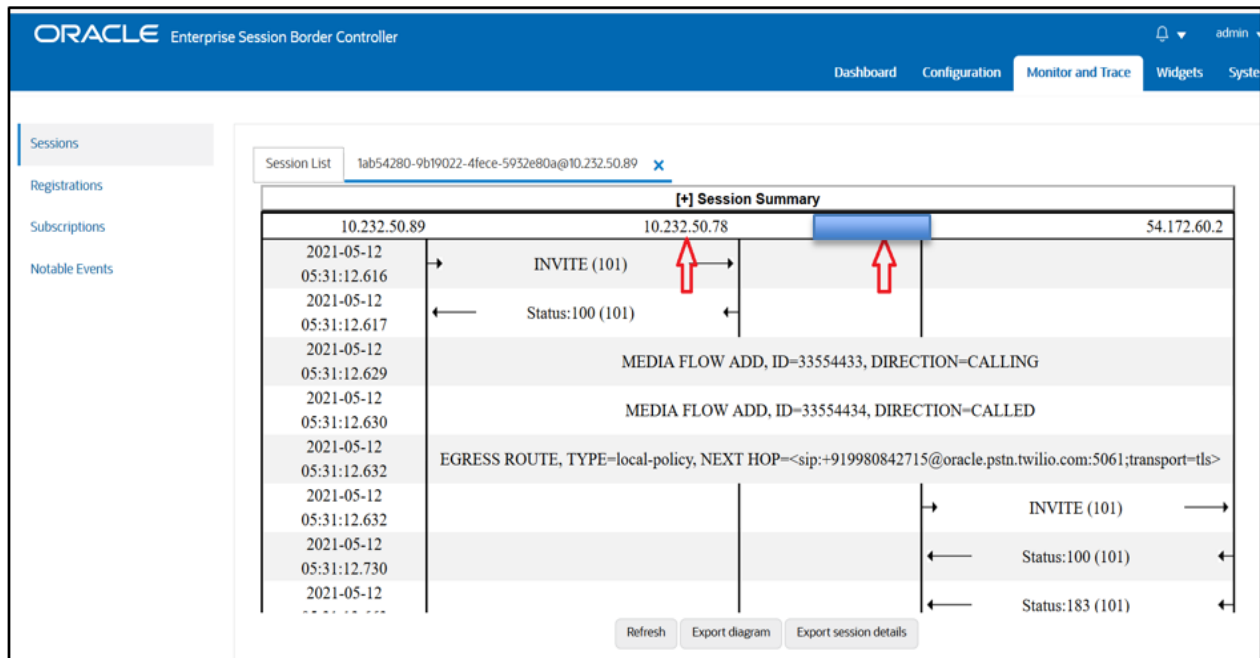 ORACLE Enterprise Session Border Controller
admin
Dashboard Configuration Monitor and Trace Widgets Syste
Sessions
Registrations
Subscriptions
Notable Events
Session List 1ab54280-9b19022-4fece-5932e80a@10.232.50.89 X
[+] Session Summary
10.232.50.89 10.232.50.78 54.172.60.2
2021-05-12
05:31:12.616
INVITE (101)
2021-05-12
05:31:12.617
Status:100 (101)
2021-05-12
05:31:12.629
MEDIA FLOW ADD, ID=33554433, DIRECTION=CALLING
2021-05-12
05:31:12.630
MEDIA FLOW ADD, ID=33554434, DIRECTION=CALLED
2021-05-12
05:31:12.632
EGRESS ROUTE, TYPE=local-policy, NEXT HOP=<sip:+919980842715@oracle.pstn.twilio.com:5061;transport=tls>
2021-05-12
05:31:12.632
INVITE (101)
2021-05-12
05:31:12.730
Status:100 (101)
2021-05-12
Status:183 (101)
Refresh Export diagram Export session details